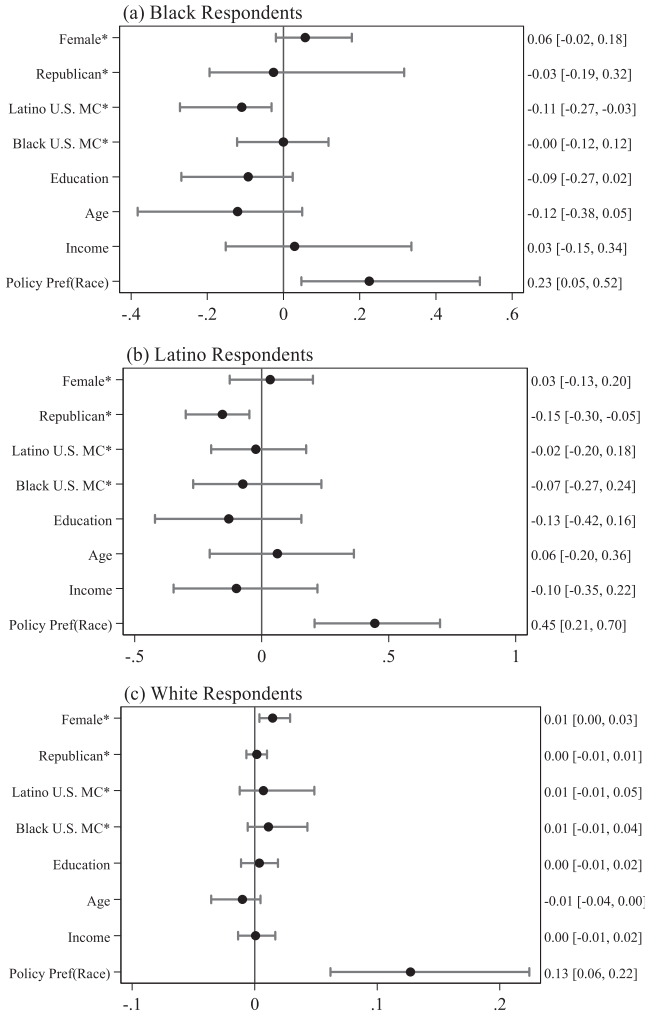 (a) Black Respondents
Female* 0.06 [-0.02, 0.18]
Republican* -0.03 [-0.19, 0.32]
Latino U.S. MC* -0.11 [-0.27, -0.03]
Black U.S. MC* -0.00 [-0.12, 0.12]
Education -0.09 [-0.27, 0.02]
Age -0.12 [-0.38, 0.05]
Income 0.03 [-0.15, 0.34]
Policy Pref(Race) 0.23 [0.05, 0.52]
-.4 -.2 0 .2 .4 .6
(b) Latino Respondents
Female* 0.03 [-0.13, 0.20]
Republican* -0.15 [-0.30, -0.05]
Latino U.S. MC* -0.02 [-0.20, 0.18]
Black U.S. MC* -0.07 [-0.27, 0.24]
Education -0.13 [-0.42, 0.16]
Age 0.06 [-0.20, 0.36]
Income -0.10 [-0.35, 0.22]
Policy Pref(Race) 0.45 [0.21, 0.70]
-.5 0 .5 1
(c) White Respondents
Female* 0.01 [0.00, 0.03]
Republican* 0.00 [-0.01, 0.01]
Latino U.S. MC* 0.01 [-0.01, 0.05]
Black U.S. MC* 0.01 [-0.01, 0.04]
Education 0.00 [-0.01, 0.02]
Age -0.01 [-0.04, 0.00]
Income 0.00 [-0.01, 0.02]
Policy Pref(Race) 0.13 [0.06, 0.22]
-.1 0 .1 .2